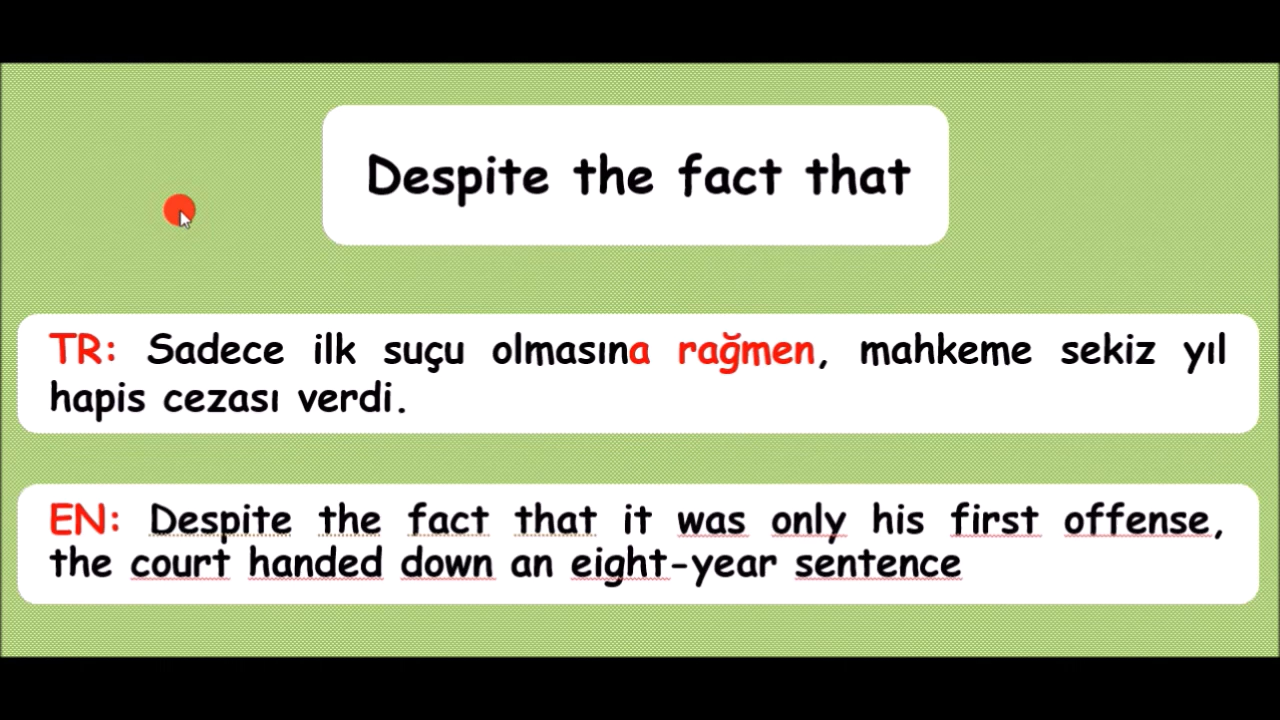 Despite the fact that
TR: Sadece ilk suçu olmasına rağmen, mahkeme sekiz yıl
hapis cezası verdi.
EN: Despite the fact that it was only his first offense,
the court handed down an eight-year sentence